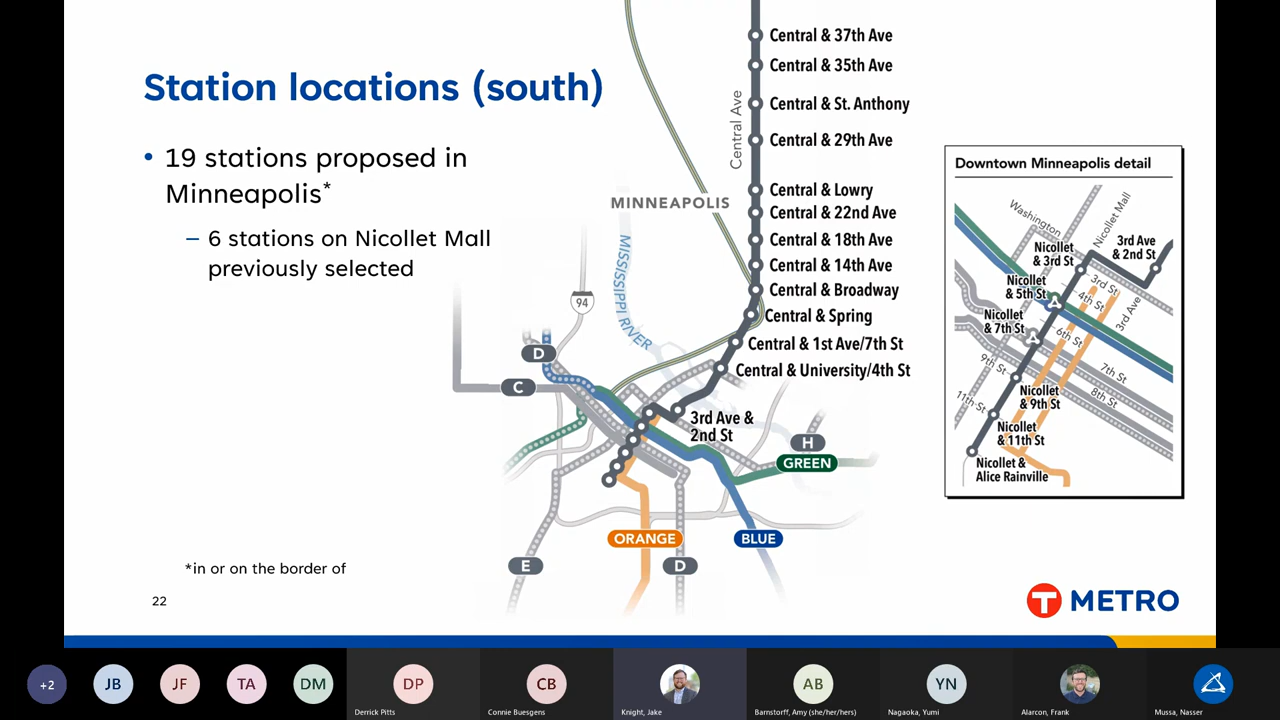 Station locations (south)
• 19 stations proposed in
Minneapolis*
– 6 stations on Nicollet Mall
previously selected
*in or on the border of
22
Central & 37th Ave
Central & 35th Ave
Central & St. Anthony
Central & 29th Ave
Central & Lowry
Central & 22nd Ave
Central & 18th Ave
Central & 14th Ave
Central & Broadway
Central & Spring
Central & 1st Ave/7th St
Central & University/4th St
3rd Ave &
2nd St
Central Ave
MINNEAPOLIS
MISSISSIPPI RIVER
94
D
C
H
GREEN
ORANGE
BLUE
E
D
Downtown Minneapolis detail
Washington
Nicollet Mall
Nicollet
& 3rd St
3rd Ave
& 2nd St
Nicollet
& 5th St
3rd St
4th St
3rd Ave
Nicollet
& 7th St
6th St
9th St
7th St
8th St
Nicollet
& 9th St
11th St
Nicollet
& 11th St
Nicollet &
Alice Rainville
T METRO
+2
JB
JF
TA
DM
DP
CB
AB
YN
Derrick Pitts
Connie Buesgens
Knight, Jake
Barnstorff, Amy (she/her/hers)
Nagaoka, Yumi
Alarcon, Frank
Mussa, Nasser